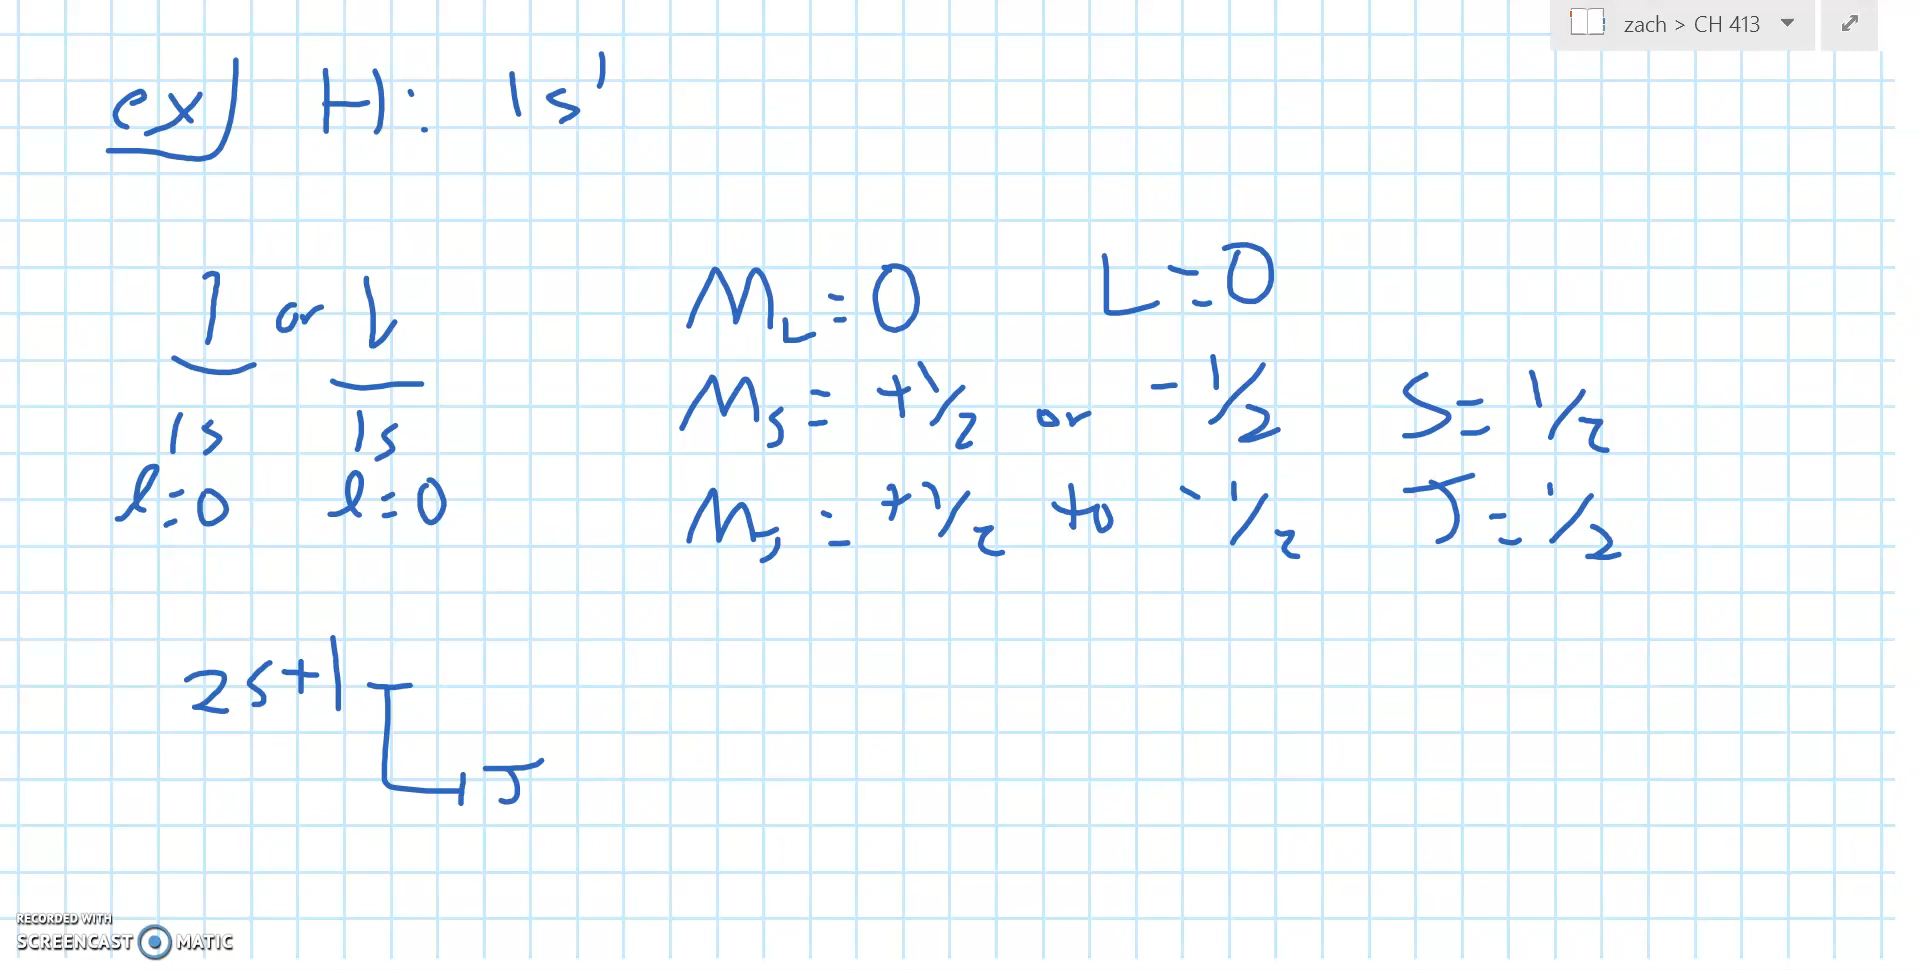 zach > CH 413
ex) H: 1s¹
1 or ↓
1s 1s
l=0 l=0
M_L=0 L=0
M_S=+1/2 or -1/2 S=1/2
M_J=+1/2 to -1/2 J=1/2
2S+1
L
J
RECORDED WITH
SCREENCAST MATIC